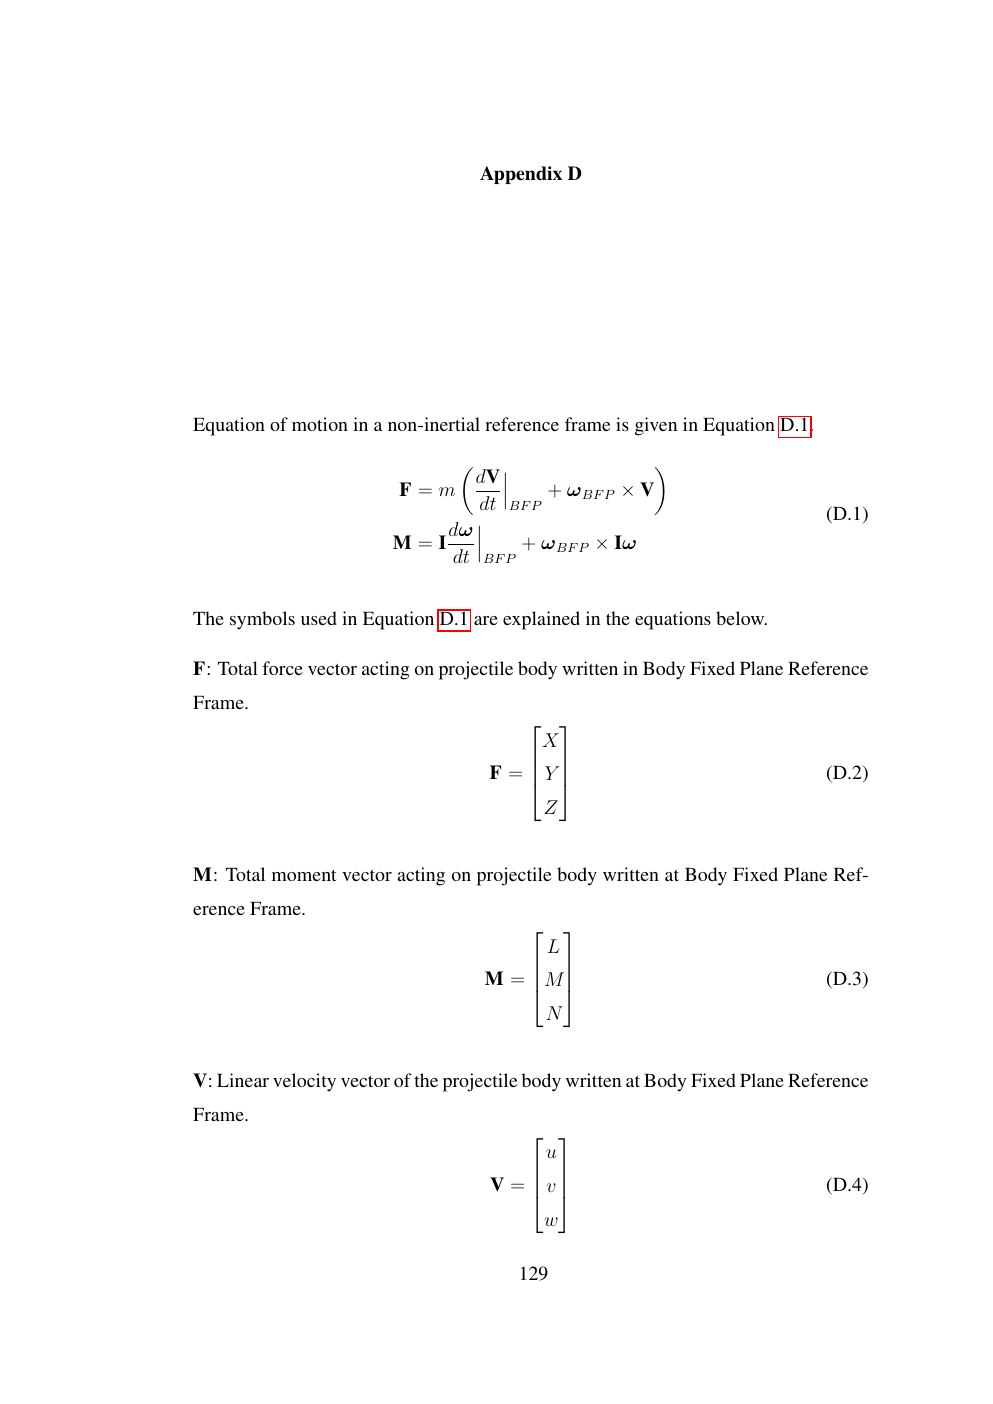 Appendix D
Equation of motion in a non-inertial reference frame is given in Equation D.1.
F = m ( dV/dt |_BFP + ω_BFP × V )
M = I dω/dt |_BFP + ω_BFP × Iω
(D.1)
The symbols used in Equation D.1 are explained in the equations below.
F: Total force vector acting on projectile body written in Body Fixed Plane Reference
Frame.
F = [X Y Z] (D.2)
M: Total moment vector acting on projectile body written at Body Fixed Plane Ref-
erence Frame.
M = [L M N] (D.3)
V: Linear velocity vector of the projectile body written at Body Fixed Plane Reference
Frame.
V = [u v w] (D.4)
129